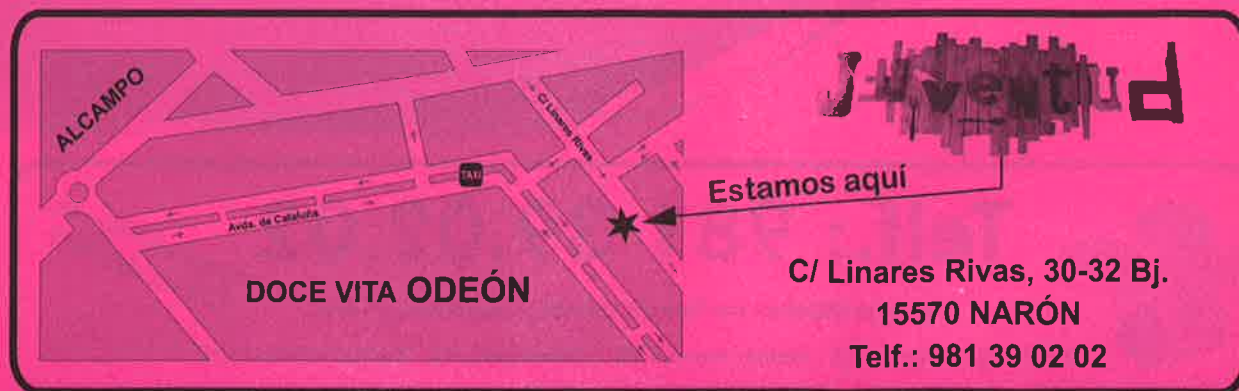 ALCAMPO
C/ Linares Rivas
TAXI
Avda. de Cataluña
DOCE VITA ODEÓN
Juventud
Estamos aquí
C/ Linares Rivas, 30-32 Bj.
15570 NARÓN
Telf.: 981 39 02 02